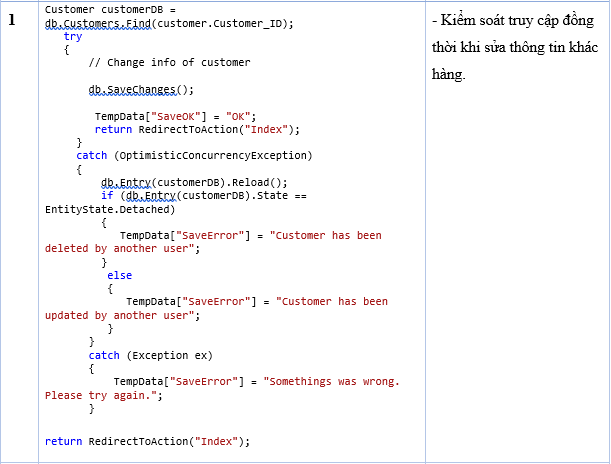 1
Customer customerDB =
db.Customers.Find(customer.Customer_ID);
try
{
// Change info of customer
db.SaveChanges();
TempData["SaveOK"] = "OK";
return RedirectToAction("Index");
}
catch (OptimisticConcurrencyException)
{
db.Entry(customerDB).Reload();
if (db.Entry(customerDB).State ==
EntityState.Detached)
{
TempData["SaveError"] = "Customer has been
deleted by another user";
}
else
{
TempData["SaveError"] = "Customer has been
updated by another user";
}
}
catch (Exception ex)
{
TempData["SaveError"] = "Somethings was wrong.
Please try again.";
}
return RedirectToAction("Index");
- Kiểm soát truy cập đồng
thời khi sửa thông tin khác
hàng.